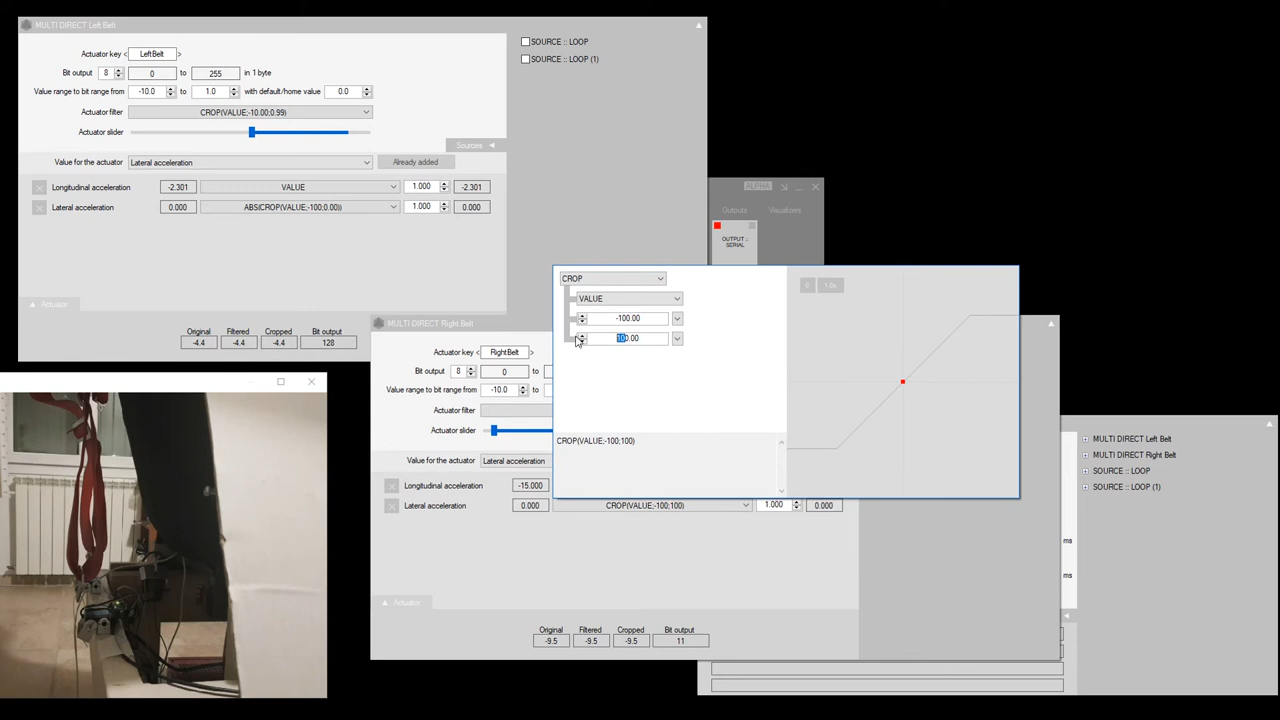 MULTI DIRECT Left Belt
Actuator key < LeftBelt >
Bit output 8 0 to 255 in 1 byte
Value range to bit range from -10.0 to 1.0 with default/home value 0.0
Actuator filter CROP(VALUE;-10.00;0.99)
Actuator slider
Sources
Value for the actuator Lateral acceleration Already added
Longitudinal acceleration -2.301 VALUE 1.000 -2.301
Lateral acceleration 0.000 ABS(CROP(VALUE;-100;0.00)) 1.000 0.000
Actuator
Original Filtered Cropped Bit output
-4.4 -4.4 -4.4 128
SOURCE :: LOOP
SOURCE :: LOOP (1)
ALPHA
Outputs Visualizers
OUTPUT ::
SERIAL
CROP
VALUE
-100.00
100.00
CROP(VALUE;-100;100)
0 1.0x
MULTI DIRECT Right Belt
Actuator key < RightBelt >
Bit output 8 0 to
Value range to bit range from -10.0 to
Actuator filter
Actuator slider
Value for the actuator Lateral acceleration
Longitudinal acceleration -15.000
Lateral acceleration 0.000 CROP(VALUE;-100;100) 1.000 0.000
Actuator
Original Filtered Cropped Bit output
-9.5 -9.5 -9.5 11
MULTI DIRECT Left Belt
MULTI DIRECT Right Belt
SOURCE :: LOOP
SOURCE :: LOOP (1)
ms
ms